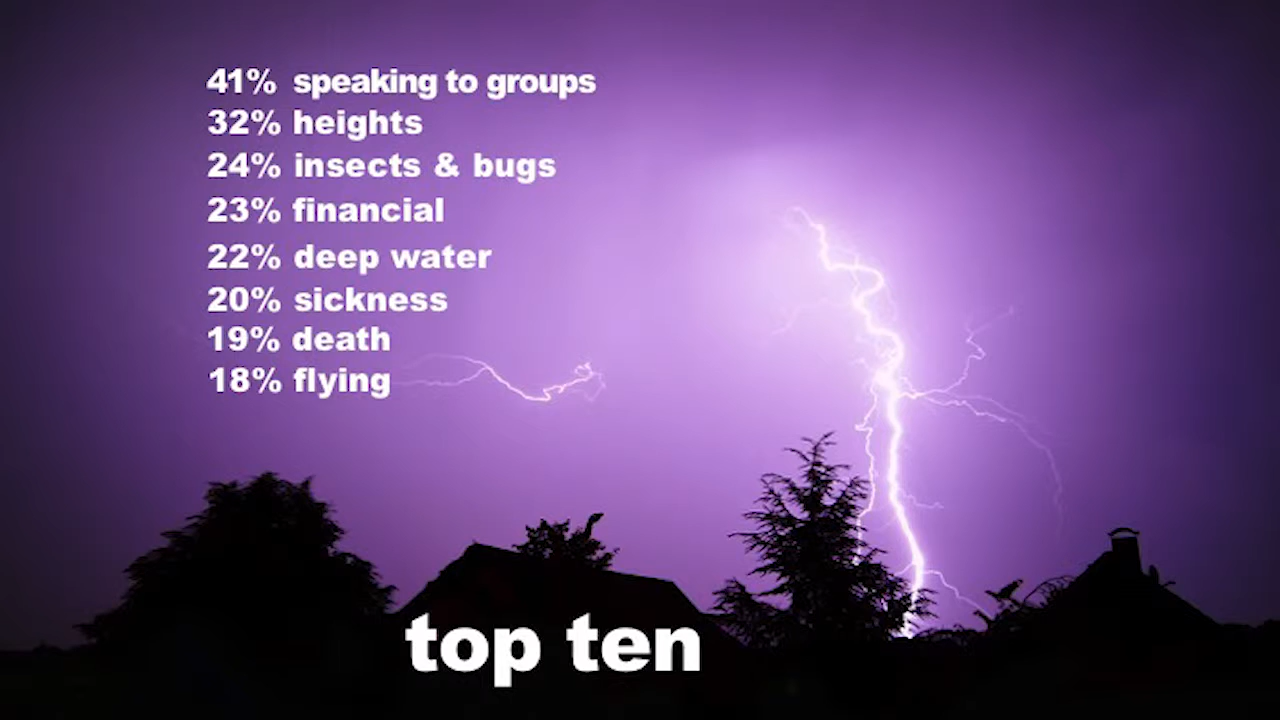 41% speaking to groups
32% heights
24% insects & bugs
23% financial
22% deep water
20% sickness
19% death
18% flying
top ten